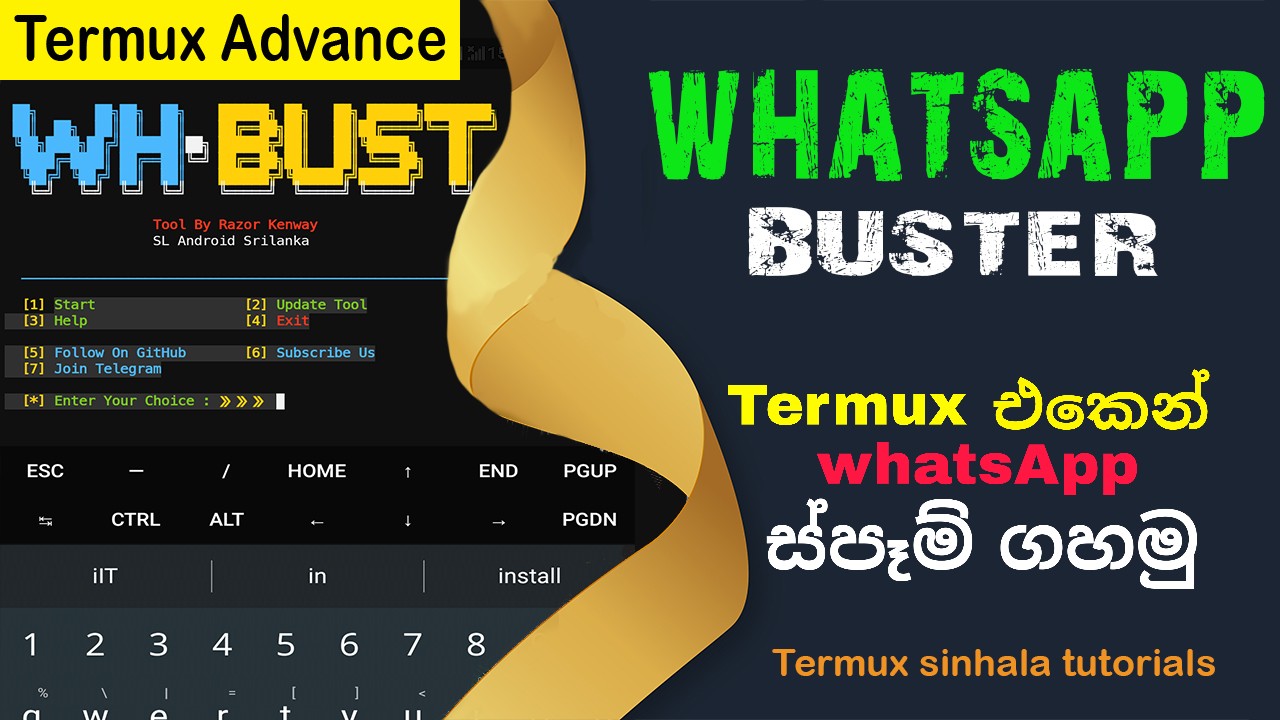 Termux Advance
WH-BUST
Tool By Razor Kenway
SL Android Srilanka
[1] Start [2] Update Tool
[3] Help [4] Exit
[5] Follow On GitHub [6] Subscribe Us
[7] Join Telegram
[*] Enter Your Choice : »»»
ESC — / HOME ↑ END PGUP
↹ CTRL ALT ← ↓ → PGDN
iIT in install
1 2 3 4 5 6 7 8
% \ | = [ ] <
q w e r t y u
WHATSAPP
BUSTER
Termux එකෙන්
whatsApp
ස්පෑම් ගහමු
Termux sinhala tutorials